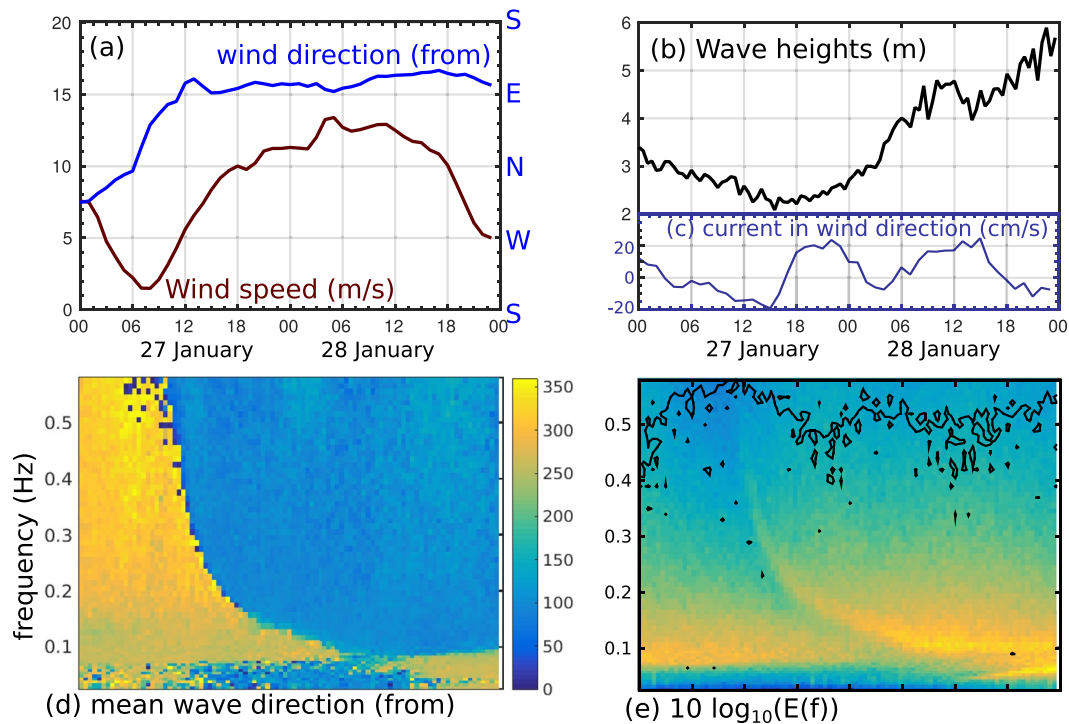 (a)
wind direction (from)
Wind speed (m/s)
20
15
10
5
0
S
E
N
W
S
00 06 12 18 00 06 12 18 00
27 January 28 January
(b) Wave heights (m)
6
5
4
3
2
(c) current in wind direction (cm/s)
20
0
-20
00 06 12 18 00 06 12 18 00
27 January 28 January
frequency (Hz)
0.5
0.4
0.3
0.2
0.1
350
300
250
200
150
100
50
0
(d) mean wave direction (from)
0.5
0.4
0.3
0.2
0.1
(e) 10 log10(E(f))